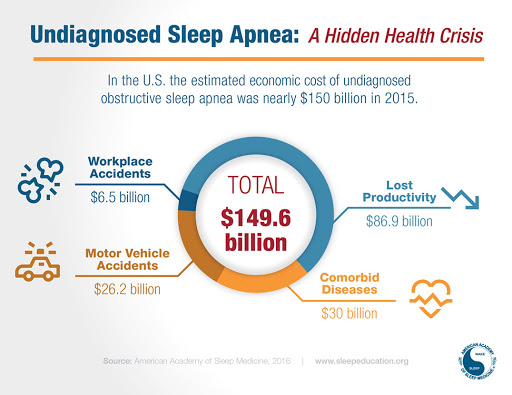 Undiagnosed Sleep Apnea: A Hidden Health Crisis
In the U.S. the estimated economic cost of undiagnosed
obstructive sleep apnea was nearly $150 billion in 2015.
Workplace
Accidents
$6.5 billion
TOTAL
$149.6
billion
Lost
Productivity
$86.9 billion
Motor Vehicle
Accidents
$26.2 billion
Comorbid
Diseases
$30 billion
Source: American Academy of Sleep Medicine, 2016 | www.sleepeducation.org
AMERICAN ACADEMY
OF SLEEP MEDICINE
WAKE
SLEEP